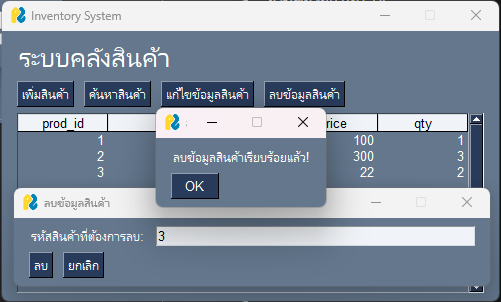 Inventory System
ระบบคลังสินค้า
เพิ่มสินค้า ค้นหาสินค้า แก้ไขข้อมูลสินค้า ลบข้อมูลสินค้า
prod_id rice qty
1 100 1
2 300 3
3 22 2
ลบข้อมูลสินค้าเรียบร้อยแล้ว!
OK
ลบข้อมูลสินค้า
รหัสสินค้าที่ต้องการลบ: 3
ลบ ยกเลิก